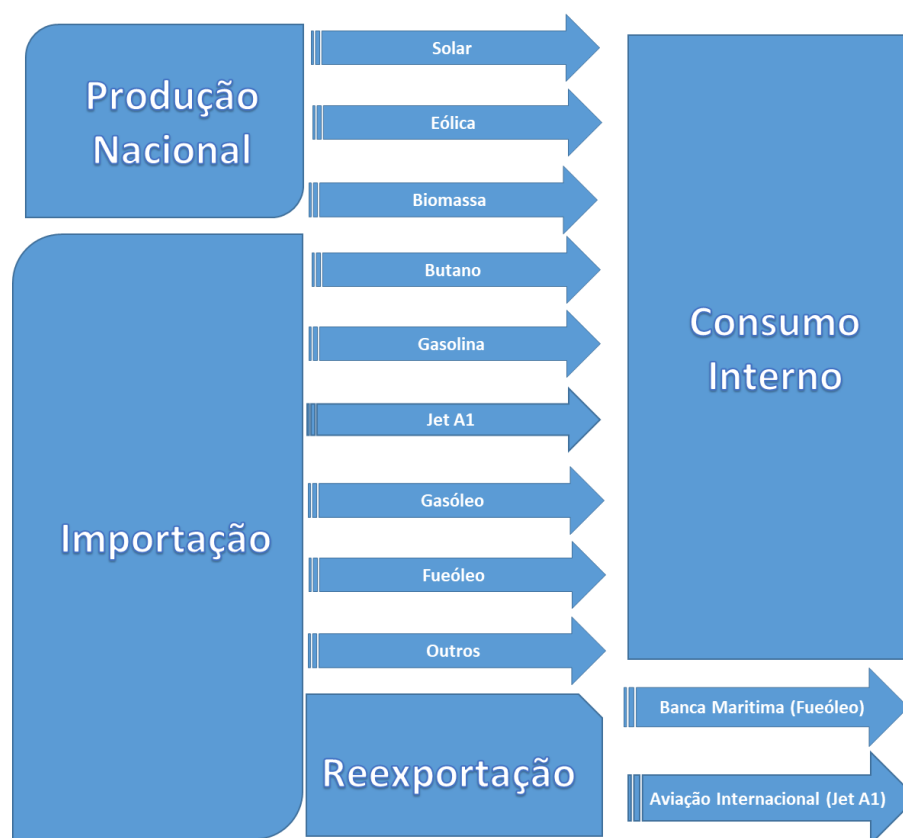 Produção
Nacional
Solar
Eólica
Biomassa
Importação
Butano
Gasolina
Jet A1
Gasóleo
Fueóleo
Outros
Consumo
Interno
Reexportação
Banca Maritima (Fueóleo)
Aviação Internacional (Jet A1)